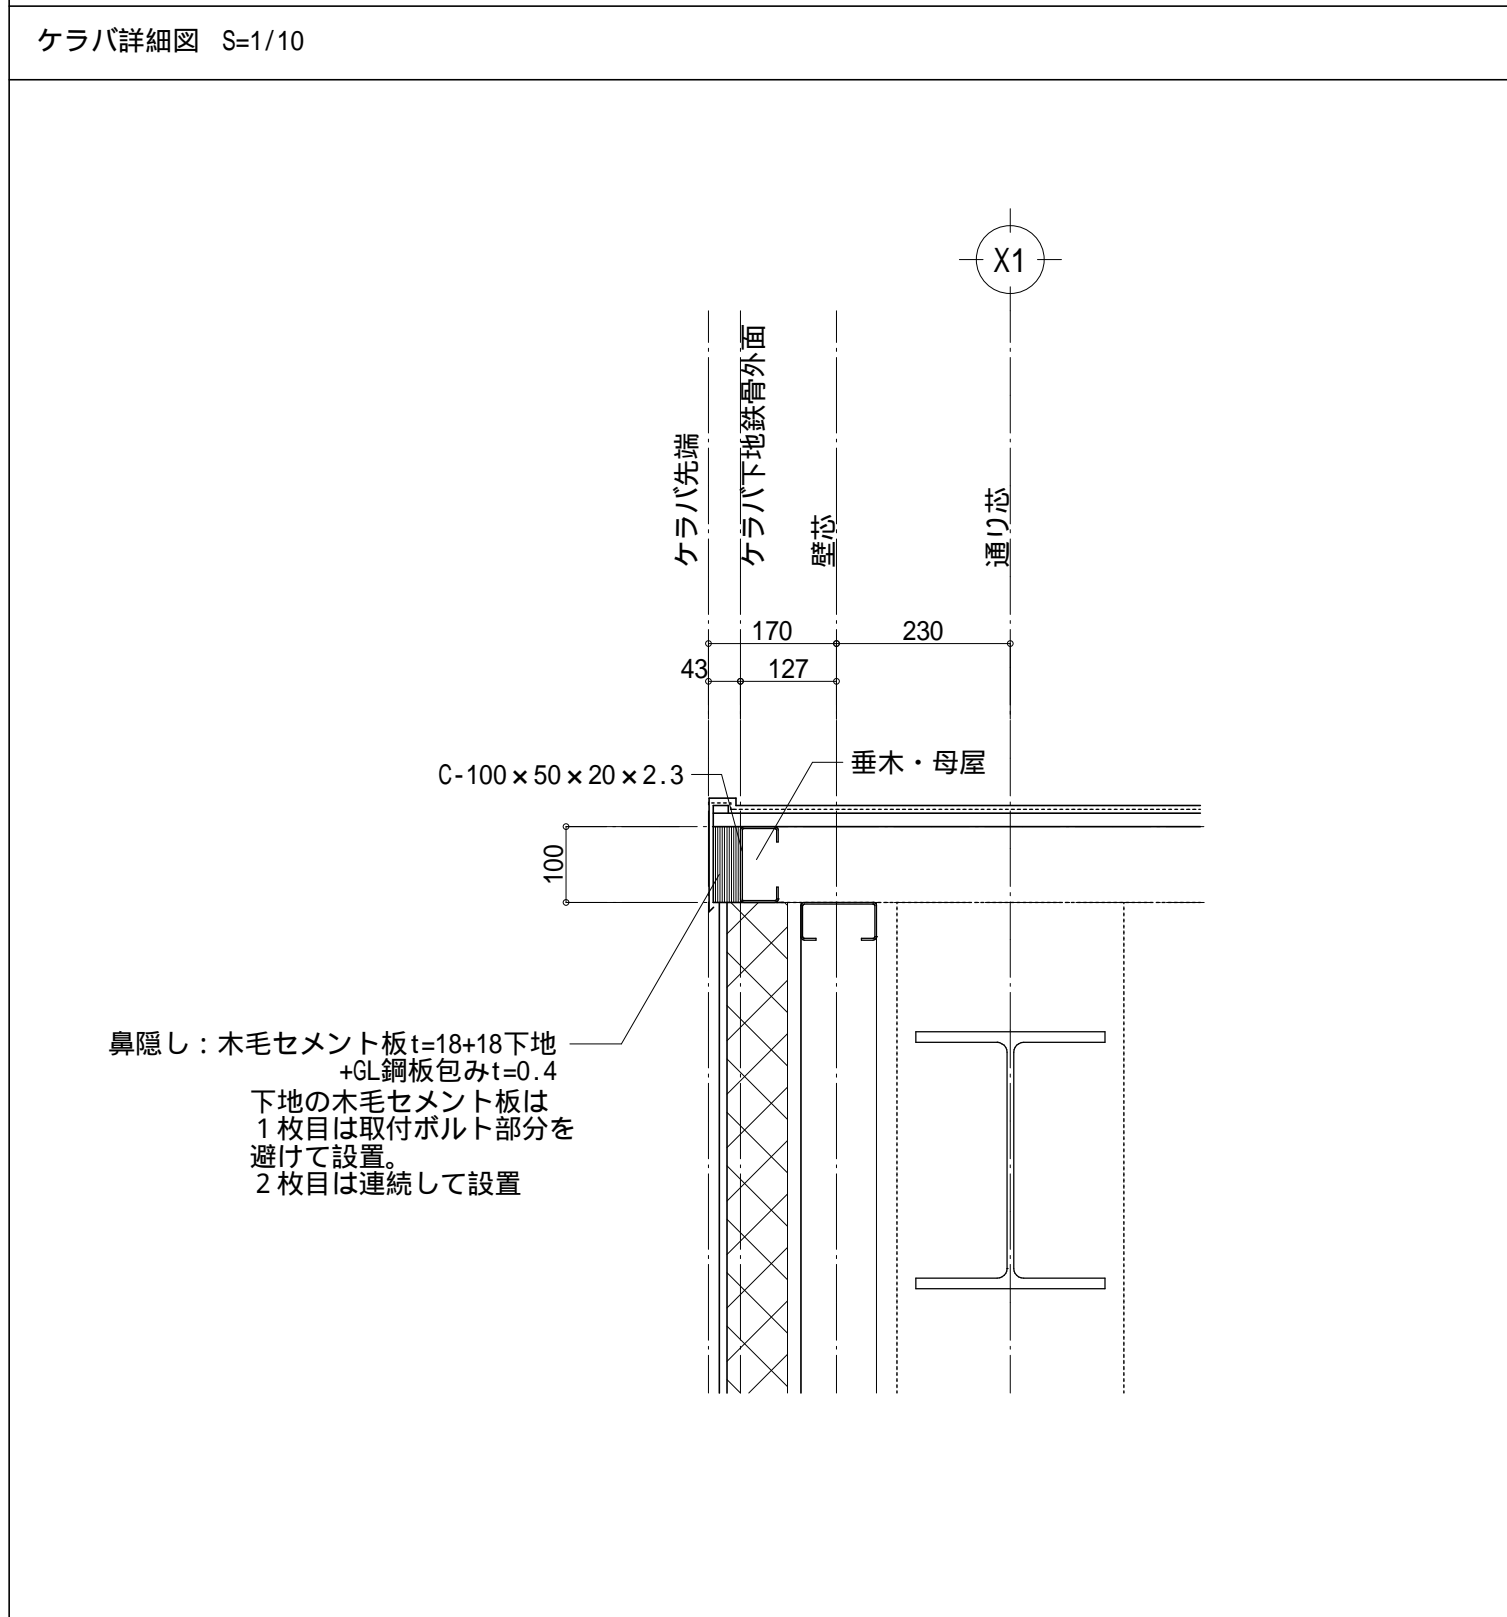 ケラバ詳細図 S=1/10
X1
ケラバ先端
ケラバ下地鉄骨外面
壁芯
通り芯
170
230
43
127
C-100×50×20×2.3
垂木・母屋
100
鼻隠し：木毛セメント板t=18+18下地
+GL鋼板包みt=0.4
下地の木毛セメント板は
1枚目は取付ボルト部分を
避けて設置。
2枚目は連続して設置